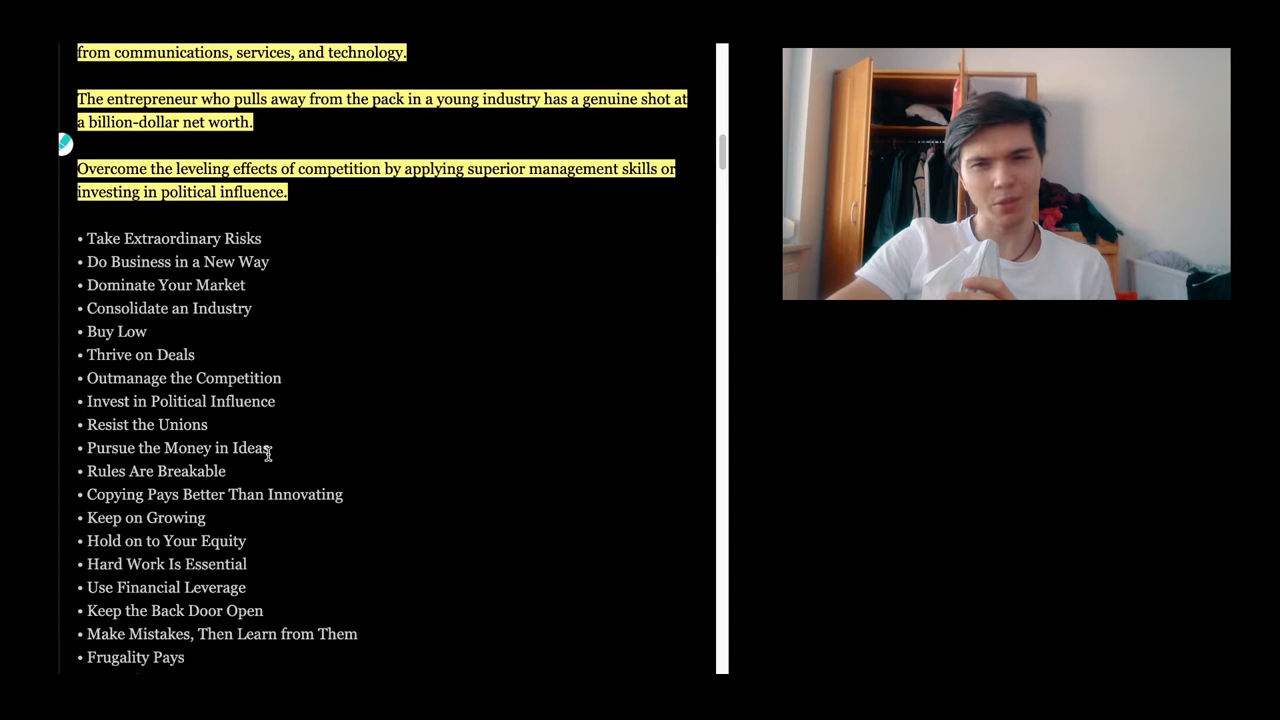 from communications, services, and technology.
The entrepreneur who pulls away from the pack in a young industry has a genuine shot at
a billion-dollar net worth.
Overcome the leveling effects of competition by applying superior management skills or
investing in political influence.
• Take Extraordinary Risks
• Do Business in a New Way
• Dominate Your Market
• Consolidate an Industry
• Buy Low
• Thrive on Deals
• Outmanage the Competition
• Invest in Political Influence
• Resist the Unions
• Pursue the Money in Ideas
• Rules Are Breakable
• Copying Pays Better Than Innovating
• Keep on Growing
• Hold on to Your Equity
• Hard Work Is Essential
• Use Financial Leverage
• Keep the Back Door Open
• Make Mistakes, Then Learn from Them
• Frugality Pays